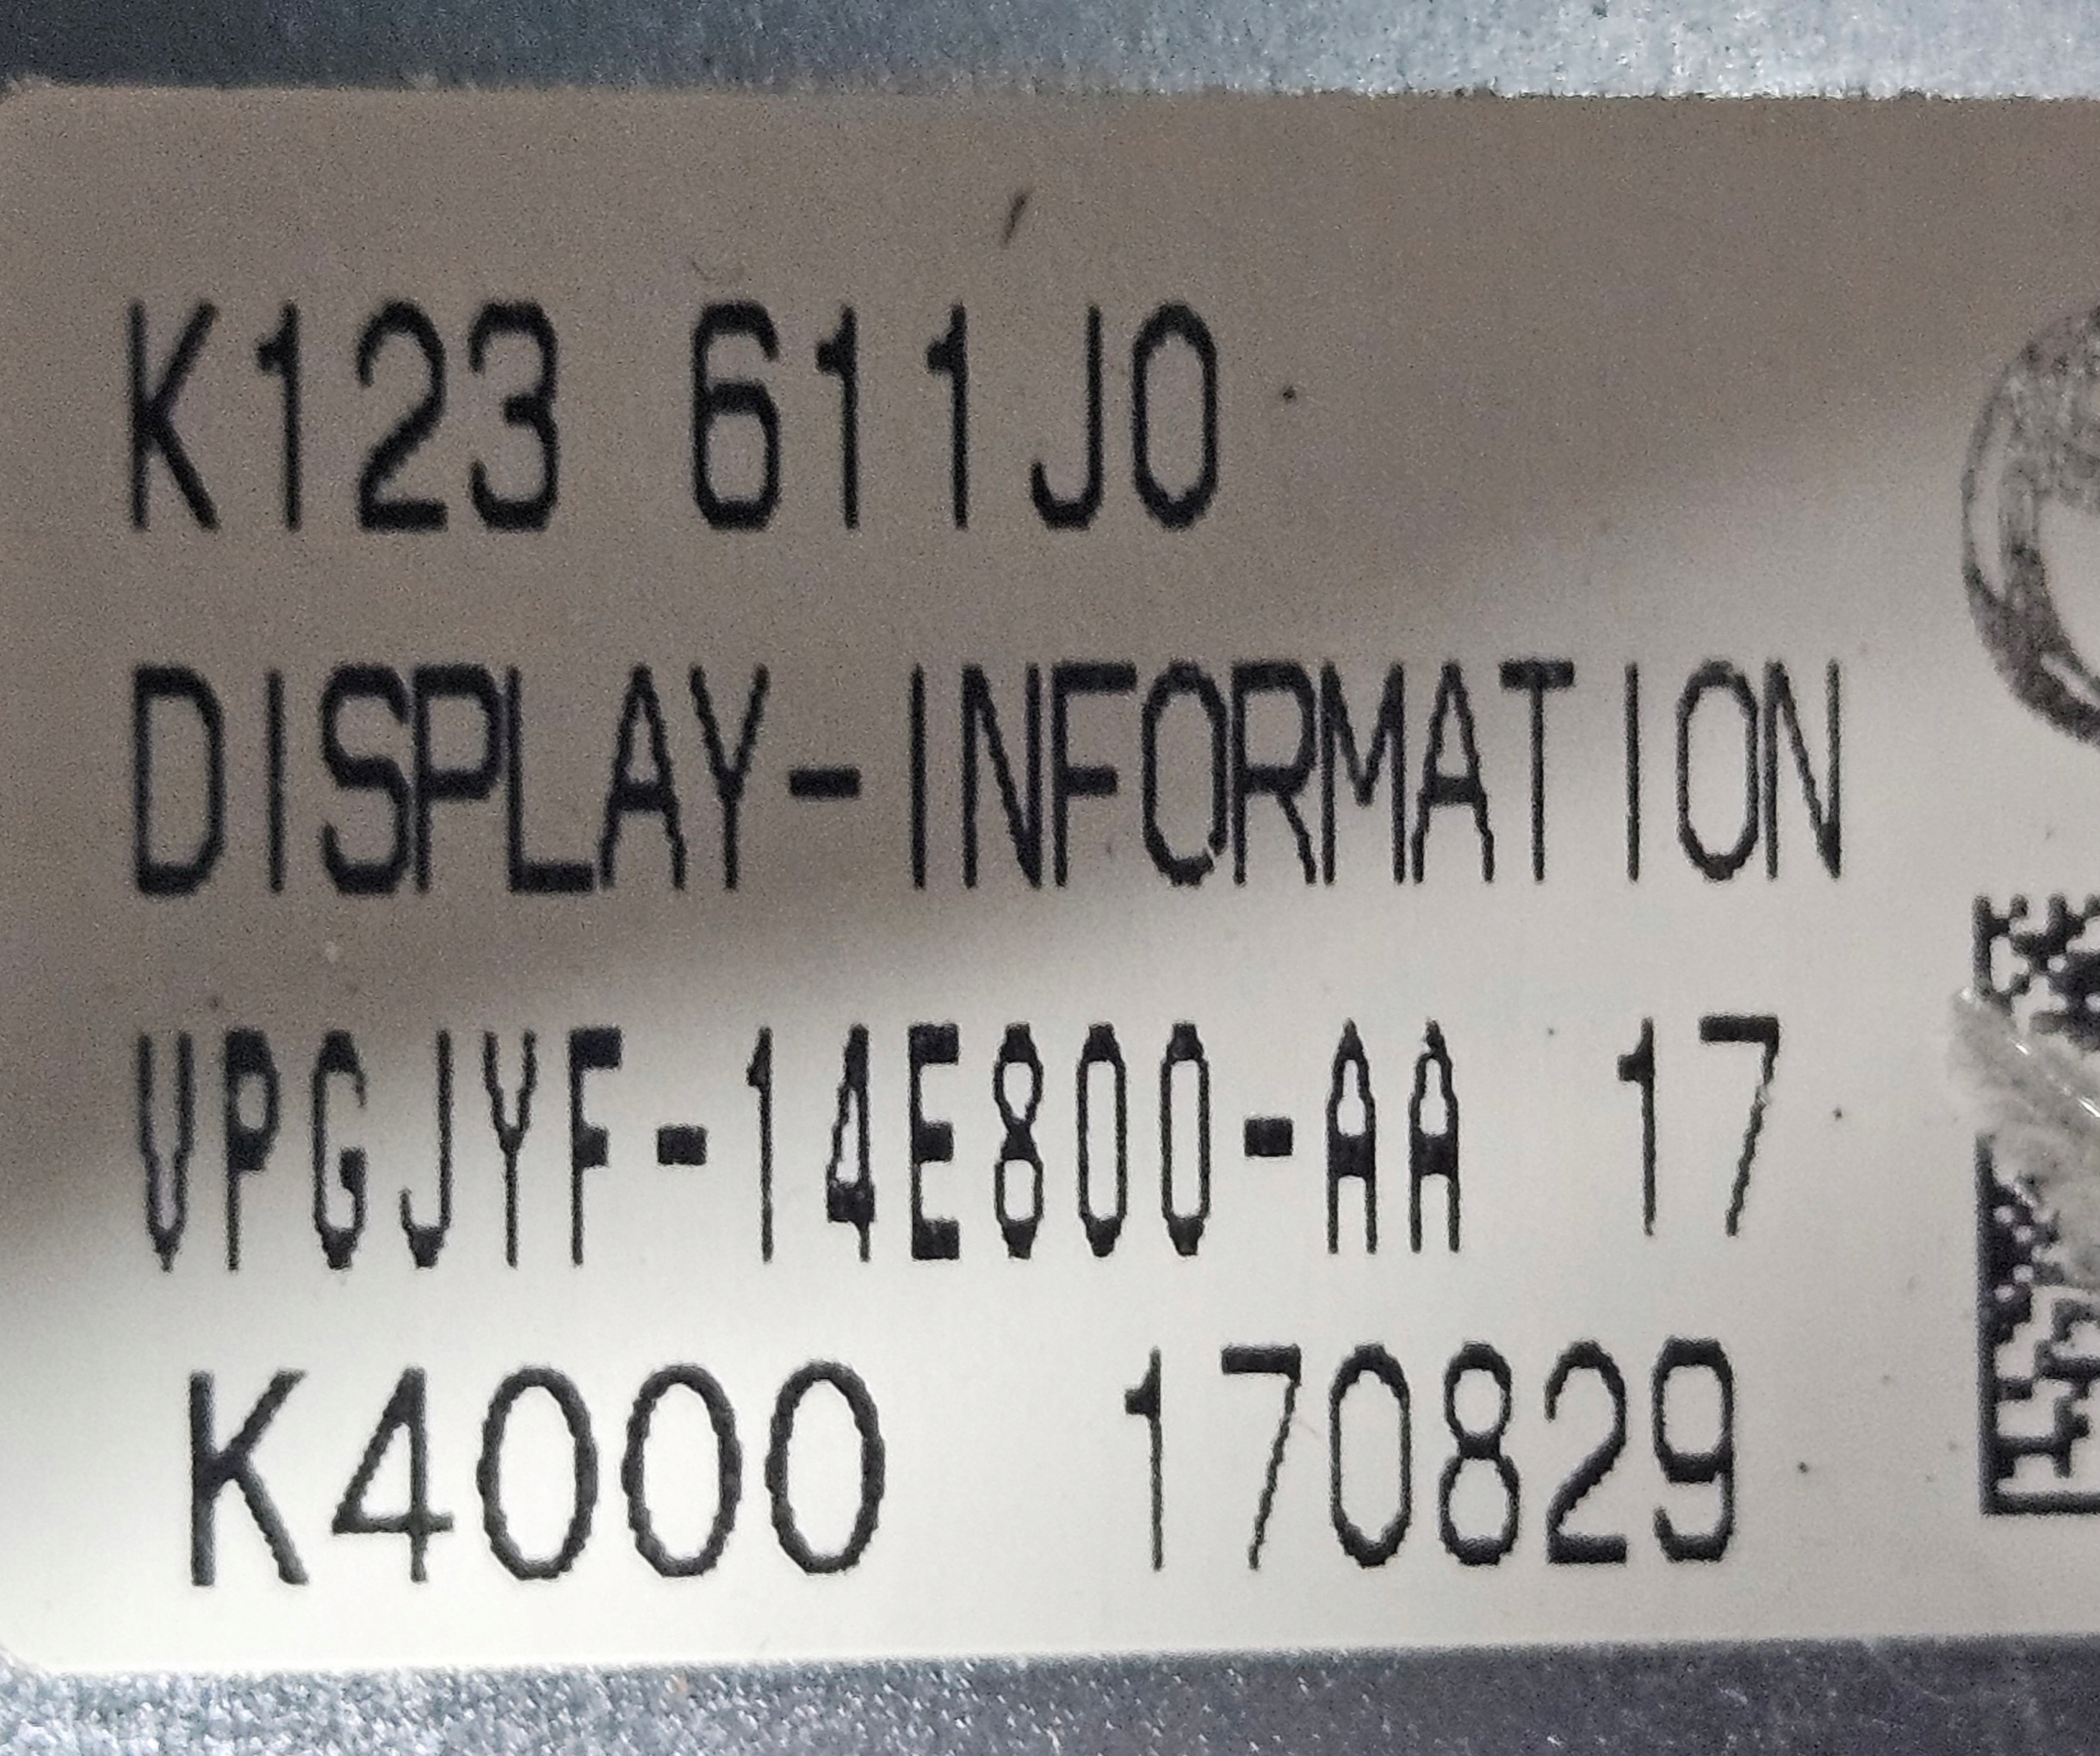 K123 611J0
DISPLAY-INFORMATION
VPGJYF-14E800-AA 17
K4000 170829